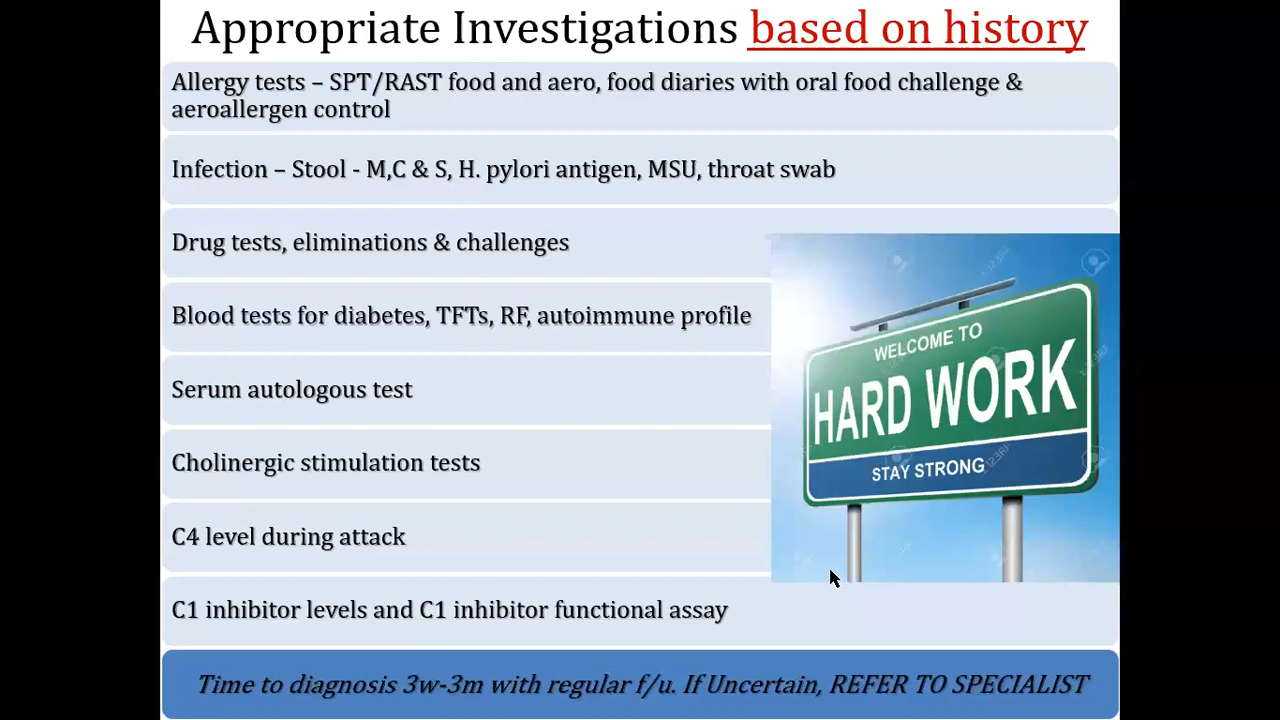 Appropriate Investigations based on history
Allergy tests – SPT/RAST food and aero, food diaries with oral food challenge &
aeroallergen control
Infection – Stool - M,C & S, H. pylori antigen, MSU, throat swab
Drug tests, eliminations & challenges
Blood tests for diabetes, TFTs, RF, autoimmune profile
Serum autologous test
Cholinergic stimulation tests
C4 level during attack
C1 inhibitor levels and C1 inhibitor functional assay
WELCOME TO
HARD WORK
STAY STRONG
Time to diagnosis 3w-3m with regular f/u. If Uncertain, REFER TO SPECIALIST